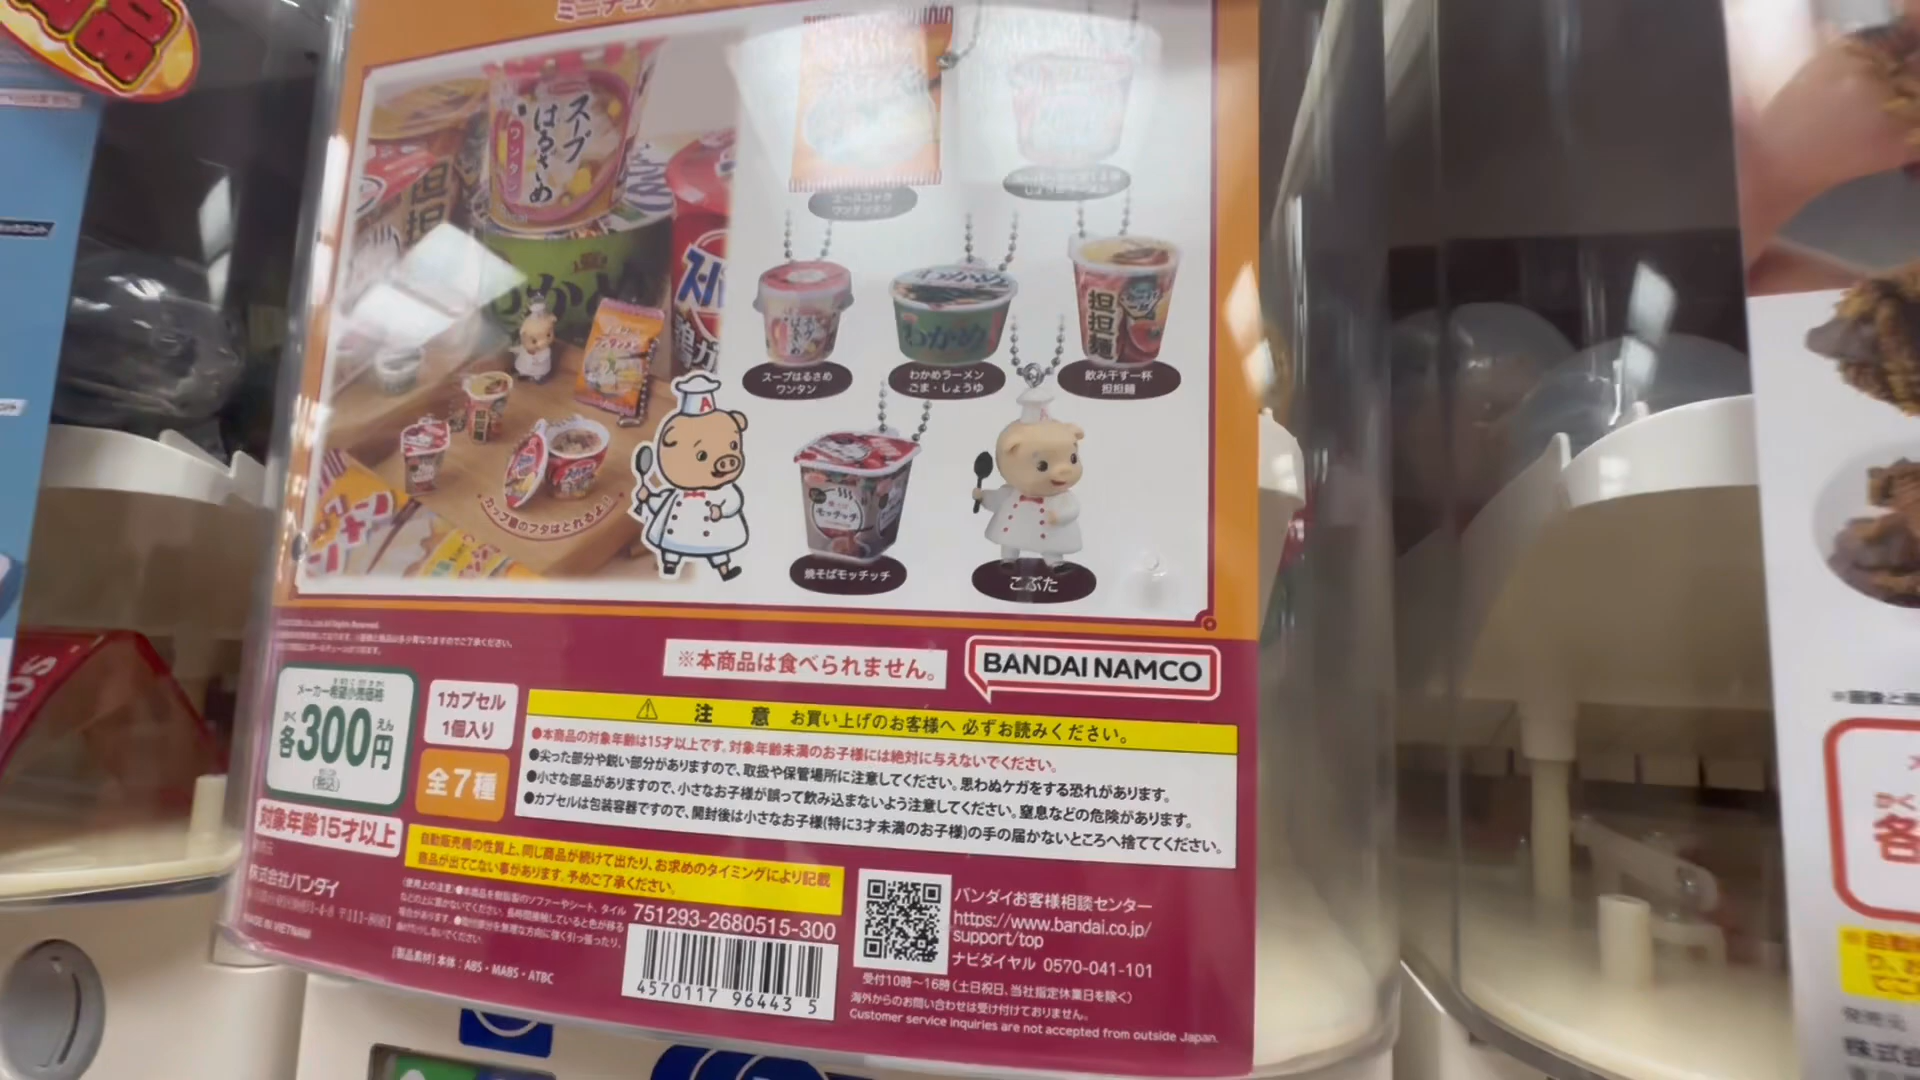 スープ
はるさめ
ワンタン
担担
わかめ
スープはるさめ
ワンタン
わかめラーメン
ごま・しょうゆ
担担麺
飲み干す一杯
担担麺
カップ麺のフタはとれるよ!
A
モッチッチ
焼そばモッチッチ
こぶた
※本商品は食べられません。
BANDAI NAMCO
メーカー希望小売価格
各300円
(税込)
1カプセル
1個入り
全7種
対象年齢15才以上
注 意 お買い上げのお客様へ 必ずお読みください。
●本商品の対象年齢は15才以上です。対象年齢未満のお子様には絶対に与えないでください。
●尖った部分や鋭い部分がありますので、取扱や保管場所に注意してください。思わぬケガをする恐れがあります。
●小さな部品がありますので、小さなお子様が誤って飲み込まないよう注意してください。窒息などの危険があります。
●カプセルは包装容器ですので、開封後は小さなお子様(特に3才未満のお子様)の手の届かないところへ捨ててください。
自動販売機の性質上、同じ商品が続けて出たり、お求めのタイミングにより記載
商品が出てこない事があります。予めご了承ください。
株式会社バンダイ
MADE IN VIETNAM
[製品素材] 本体:ABS・MABS・ATBC
751293-2680515-300
4570117 96443 5
バンダイお客様相談センター
https://www.bandai.co.jp/
support/top
ナビダイヤル 0570-041-101
受付10時~16時(土日祝日、当社指定休業日を除く)
海外からのお問い合わせは受け付けておりません。
Customer service inquiries are not accepted from outside Japan.